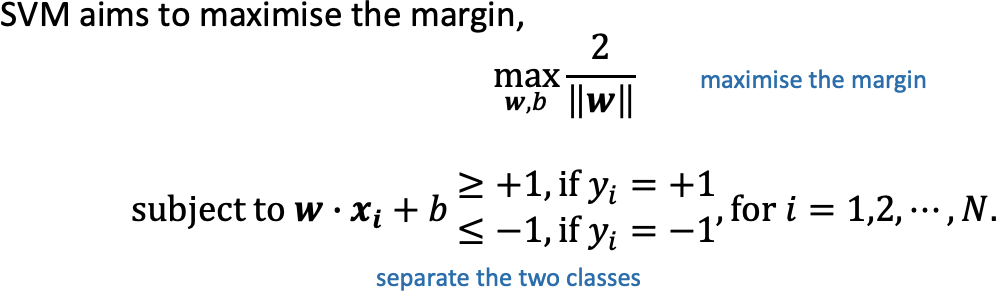 SVM aims to maximise the margin,
max 2
w,b ‖w‖
maximise the margin
subject to w · xᵢ + b ≥ +1, if yᵢ = +1
≤ −1, if yᵢ = −1 , for i = 1,2, ⋯ , N.
separate the two classes